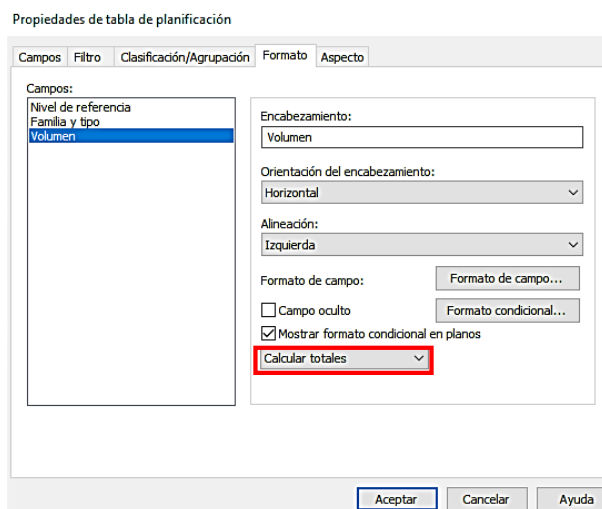 Propiedades de tabla de planificación
Campos Filtro Clasificación/Agrupación Formato Aspecto
Campos:
Nivel de referencia
Familia y tipo
Volumen
Encabezamiento:
Volumen
Orientación del encabezamiento:
Horizontal
Alineación:
Izquierda
Formato de campo: Formato de campo...
Campo oculto Formato condicional...
Mostrar formato condicional en planos
Calcular totales
Aceptar Cancelar Ayuda